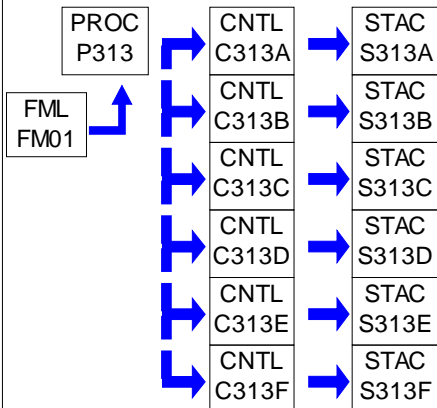 PROC
P313
FML
FM01
CNTL
C313A
STAC
S313A
CNTL
C313B
STAC
S313B
CNTL
C313C
STAC
S313C
CNTL
C313D
STAC
S313D
CNTL
C313E
STAC
S313E
CNTL
C313F
STAC
S313F